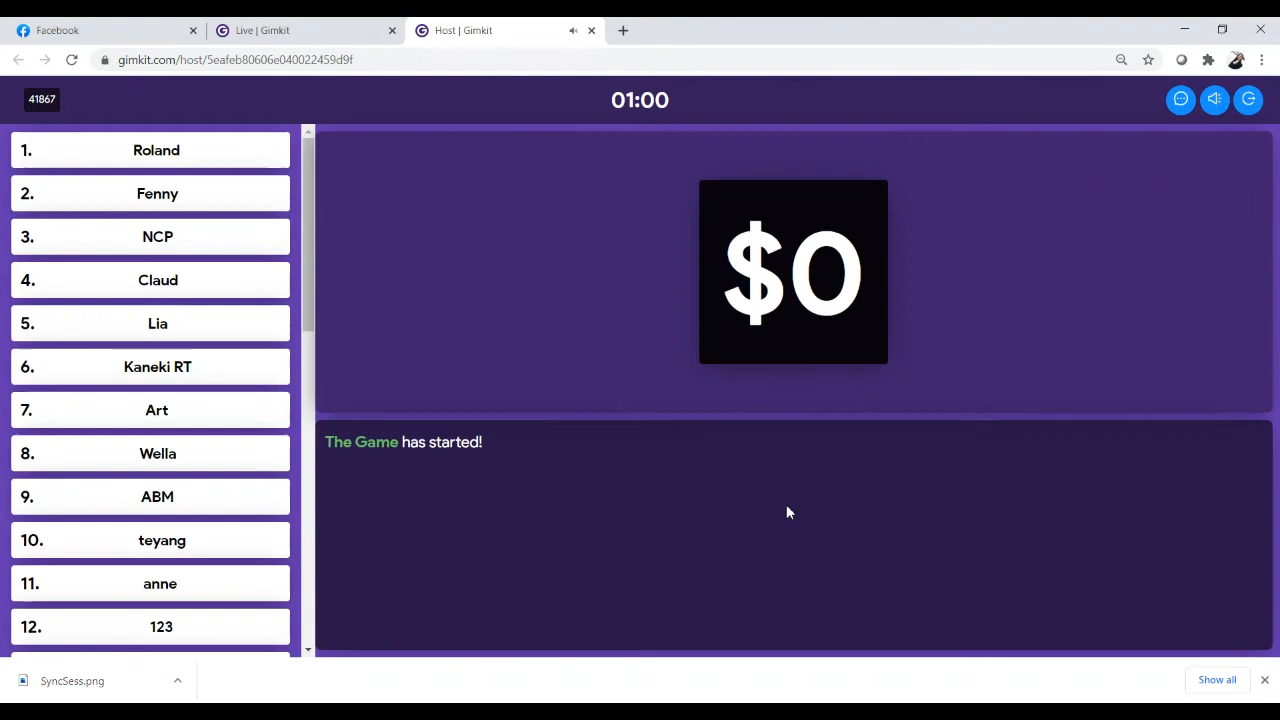 Facebook
Live | Gimkit
Host | Gimkit
gimkit.com/host/5eafeb80606e040022459d9f
41867
01:00
1. Roland
2. Fenny
3. NCP
4. Claud
5. Lia
6. Kaneki RT
7. Art
8. Wella
9. ABM
10. teyang
11. anne
12. 123
$0
The Game has started!
SyncSess.png
Show all